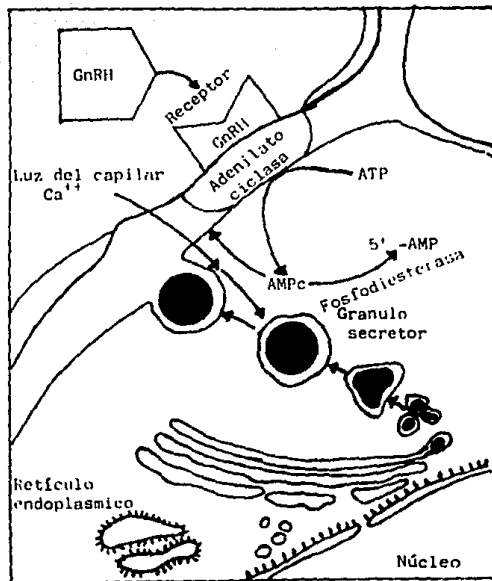 GnRH
Receptor
GnRH
Adenilato
ciclasa
Luz del capilar
Ca++
ATP
5' -AMP
AMPc
Fosfodiesterasa
Granulo
secretor
Retículo
endoplasmico
Núcleo